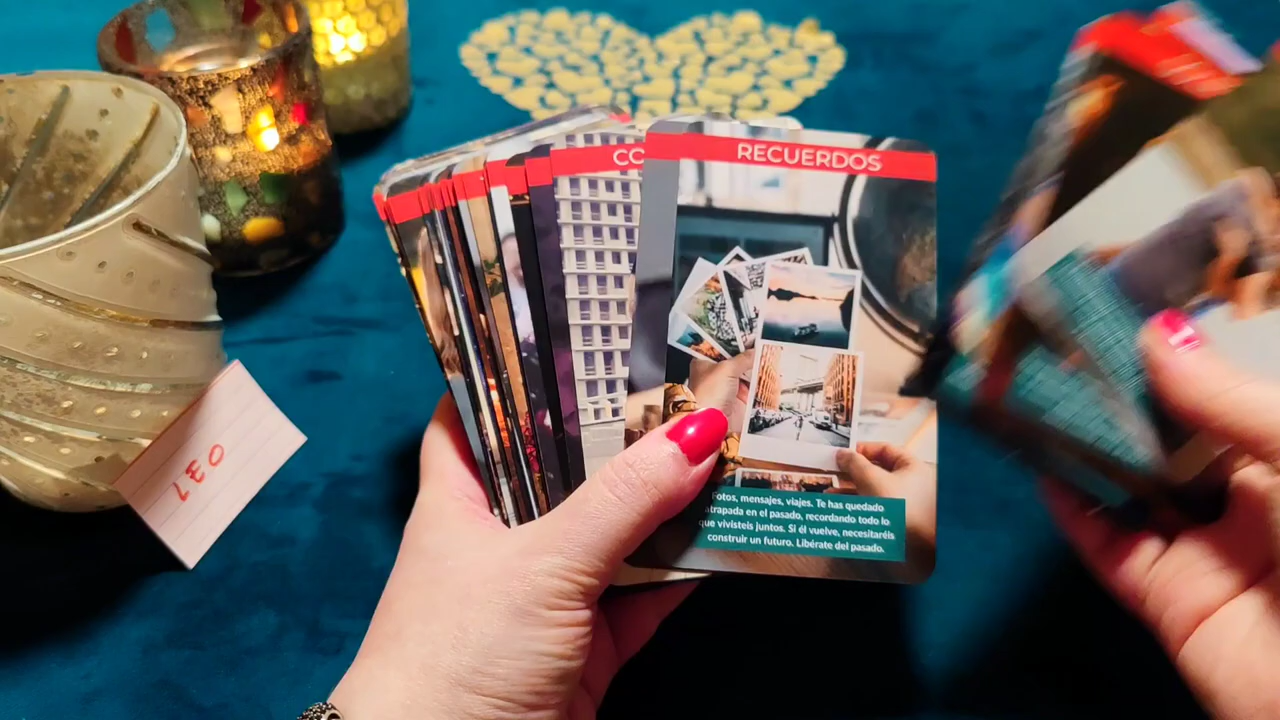 CO
RECUERDOS
Fotos, mensajes, viajes. Te has quedado
atrapada en el pasado, recordando todo lo
que vivisteis juntos. Si él vuelve, necesitaréis
construir un futuro. Libérate del pasado.